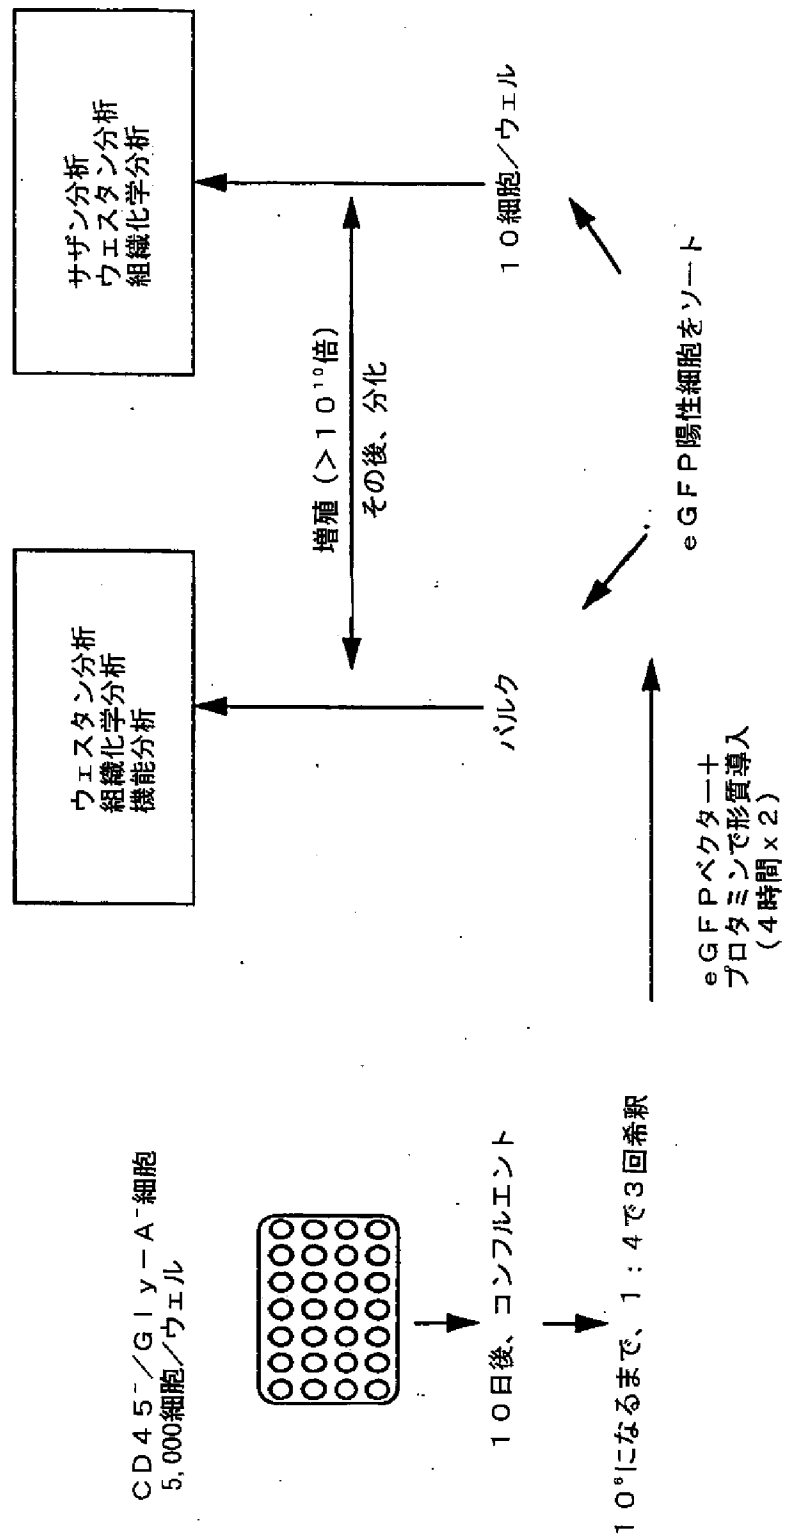 CD45⁻/Gly-A⁻細胞
5,000細胞/ウェル
10日後、コンフルエント
10⁶になるまで、1:4で3回希釈
eGFPベクター+
プロタミンで形質導入
(4時間x2)
eGFP陽性細胞をソート
バルク
10細胞/ウェル
増殖(>10¹⁰倍)
その後、分化
ウェスタン分析
組織化学分析
機能分析
サザン分析
ウェスタン分析
組織化学分析